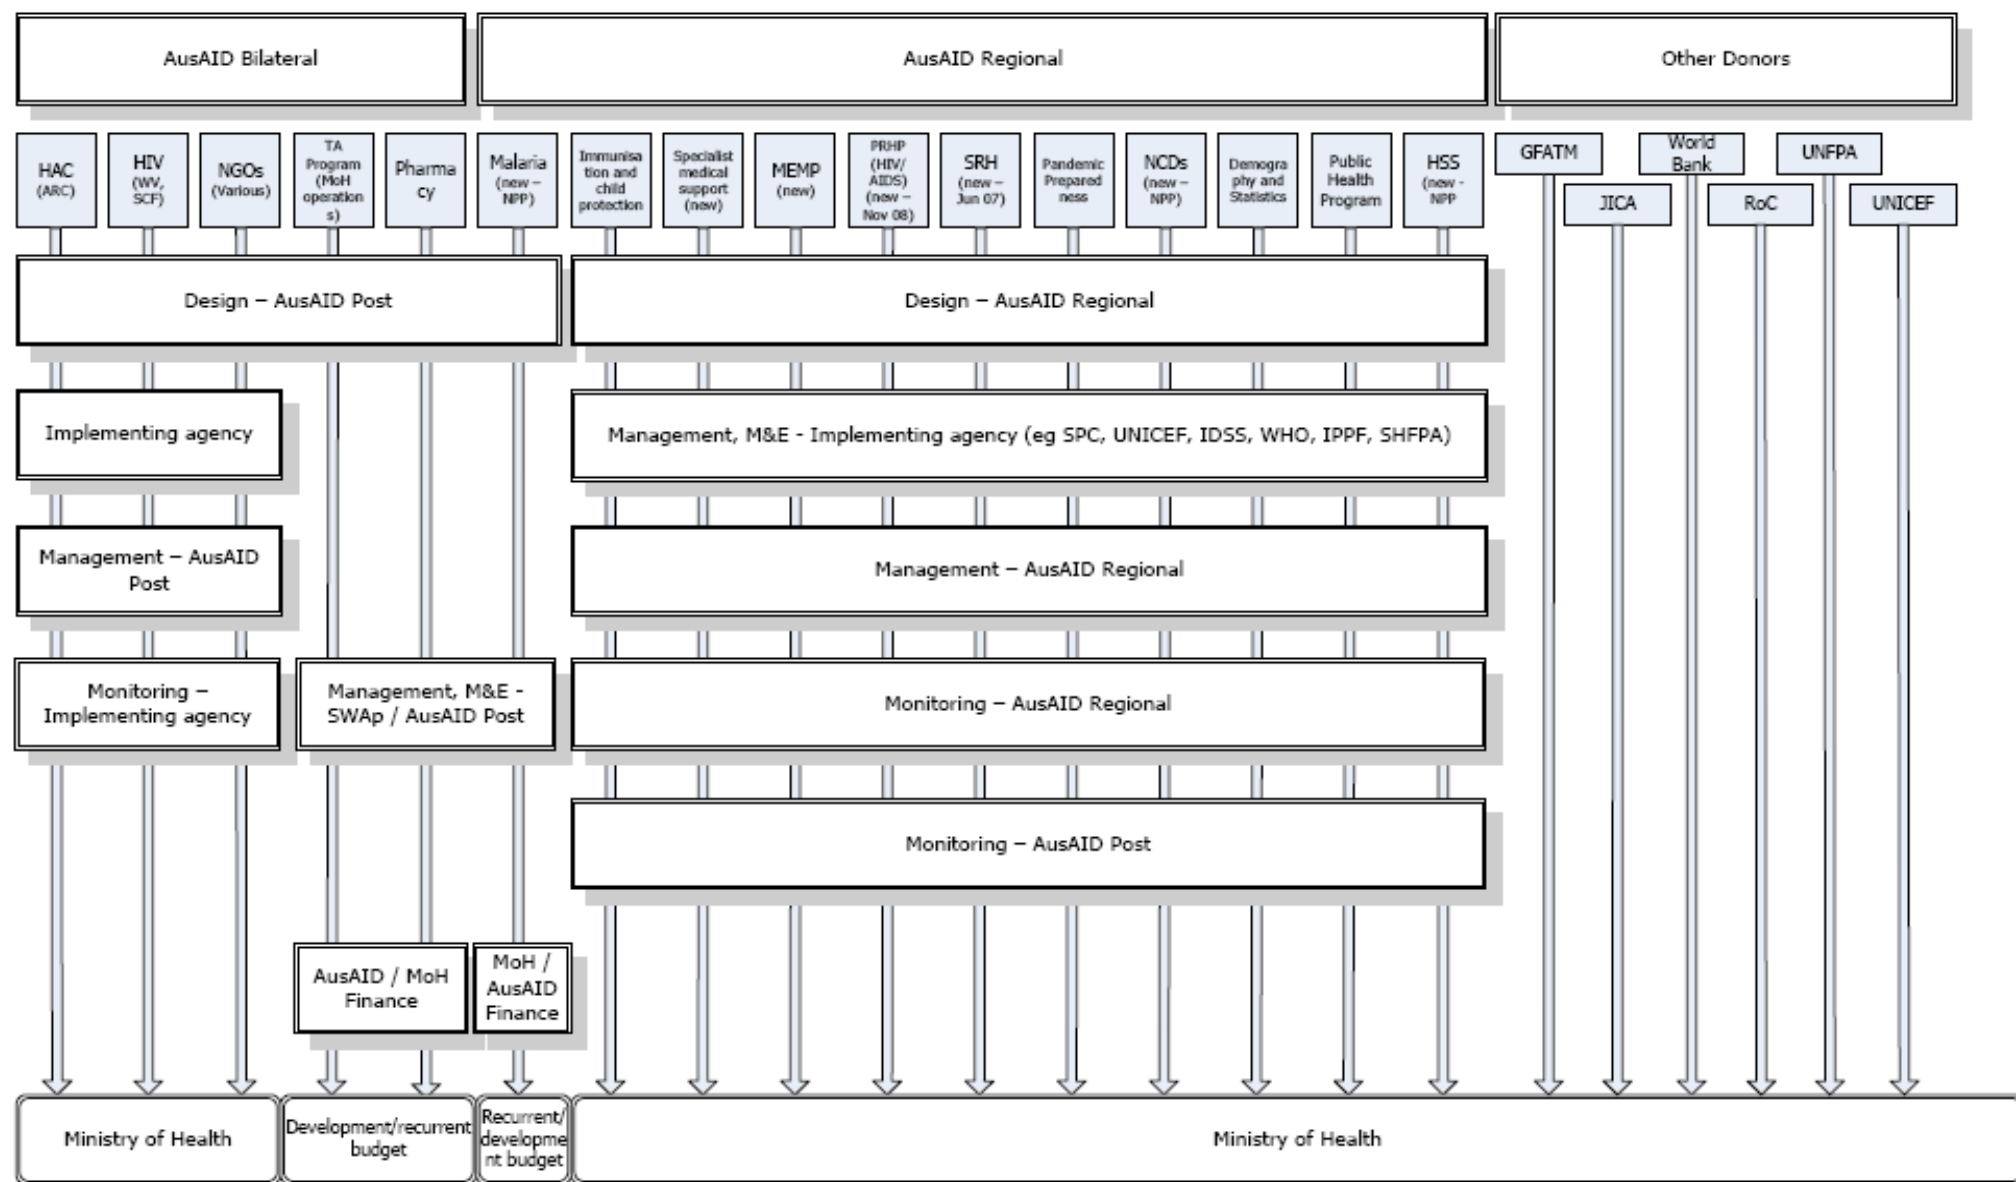 AusAID Bilateral
AusAID Regional
Other Donors
HAC
(ARC)
HIV
(WV,
SCF)
NGOs
(Various)
TA
Program
(MoH
operation
s)
Pharma
cy
Malaria
(new –
NPP)
Immunisa
tion and
child
protection
Specialist
medical
support
(new)
MEMP
(new)
PRHP
(HIV/
AIDS)
(new –
Nov 08)
SRH
(new –
Jun 07)
Pandemic
Prepared
ness
NCDs
(new –
NPP)
Demogra
phy and
Statistics
Public
Health
Program
HSS
(new -
NPP
GFATM
JICA
World
Bank
RoC
UNFPA
UNICEF
Design – AusAID Post
Design – AusAID Regional
Implementing agency
Management, M&E - Implementing agency (eg SPC, UNICEF, IDSS, WHO, IPPF, SHFPA)
Management – AusAID
Post
Management – AusAID Regional
Monitoring –
Implementing agency
Management, M&E -
SWAp / AusAID Post
Monitoring – AusAID Regional
Monitoring – AusAID Post
AusAID / MoH
Finance
MoH /
AusAID
Finance
Ministry of Health
Development/recurrent
budget
Recurrent/
developme
nt budget
Ministry of Health